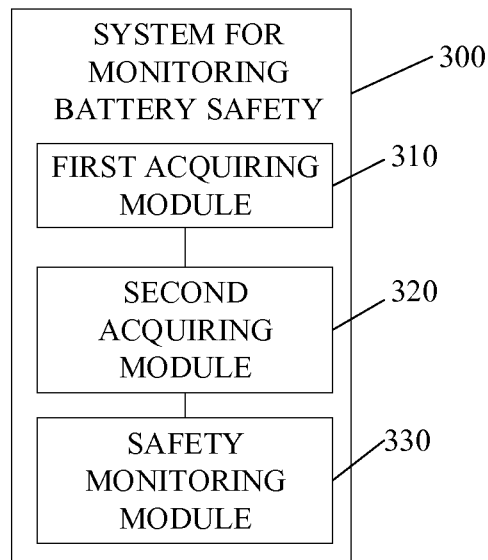 SYSTEM FOR
MONITORING
BATTERY SAFETY
300
FIRST ACQUIRING
MODULE
310
SECOND
ACQUIRING
MODULE
320
SAFETY
MONITORING
MODULE
330